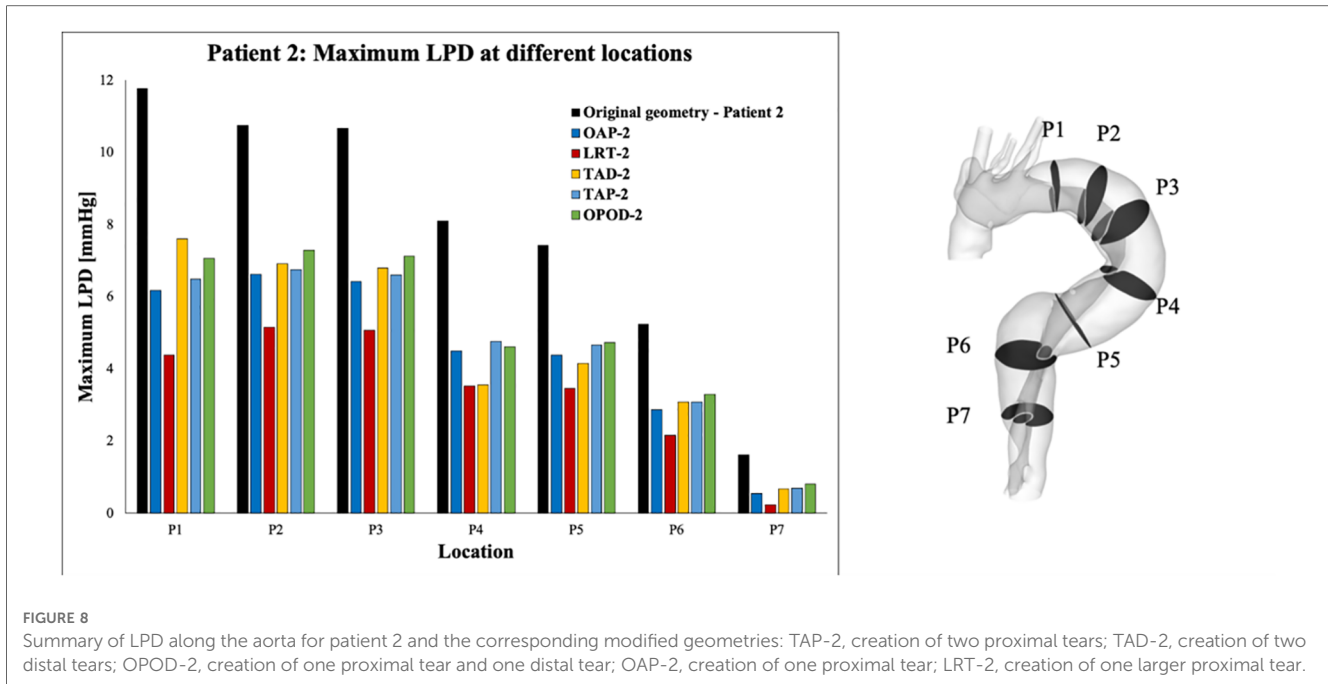 Patient 2: Maximum LPD at different locations
Maximum LPD [mmHg]
12
10
8
6
4
2
0
Original geometry - Patient 2
OAP-2
LRT-2
TAD-2
TAP-2
OPOD-2
P1
P2
P3
P4
P5
P6
P7
Location
P1
P2
P3
P4
P5
P6
P7
FIGURE 8
Summary of LPD along the aorta for patient 2 and the corresponding modified geometries: TAP-2, creation of two proximal tears; TAD-2, creation of two
distal tears; OPOD-2, creation of one proximal tear and one distal tear; OAP-2, creation of one proximal tear; LRT-2, creation of one larger proximal tear.